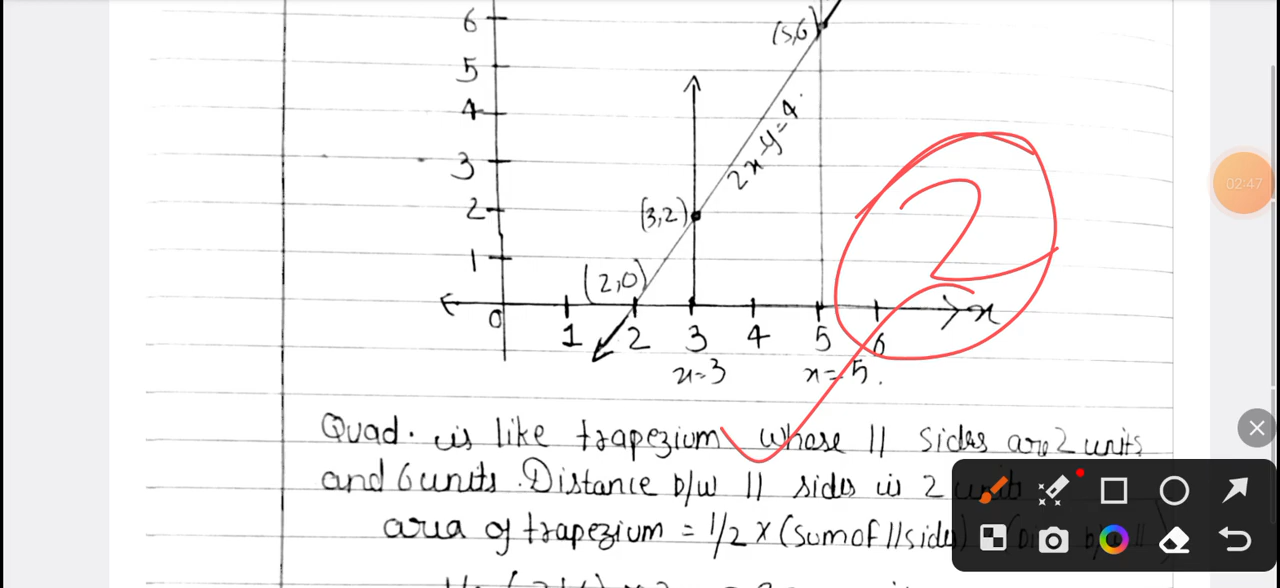 6
(5,6)
5
4
2x-y=4.
3
2
(3,2)
2
1
(2,0)
0
1 2 3 4 5 6
x
x=3
x=5.
02:47
Quad. is like trapezium whose || sides are 2 units
and 6 units. Distance b/w || sides is 2 units
area of trapezium = 1/2 x (sum of || sides)